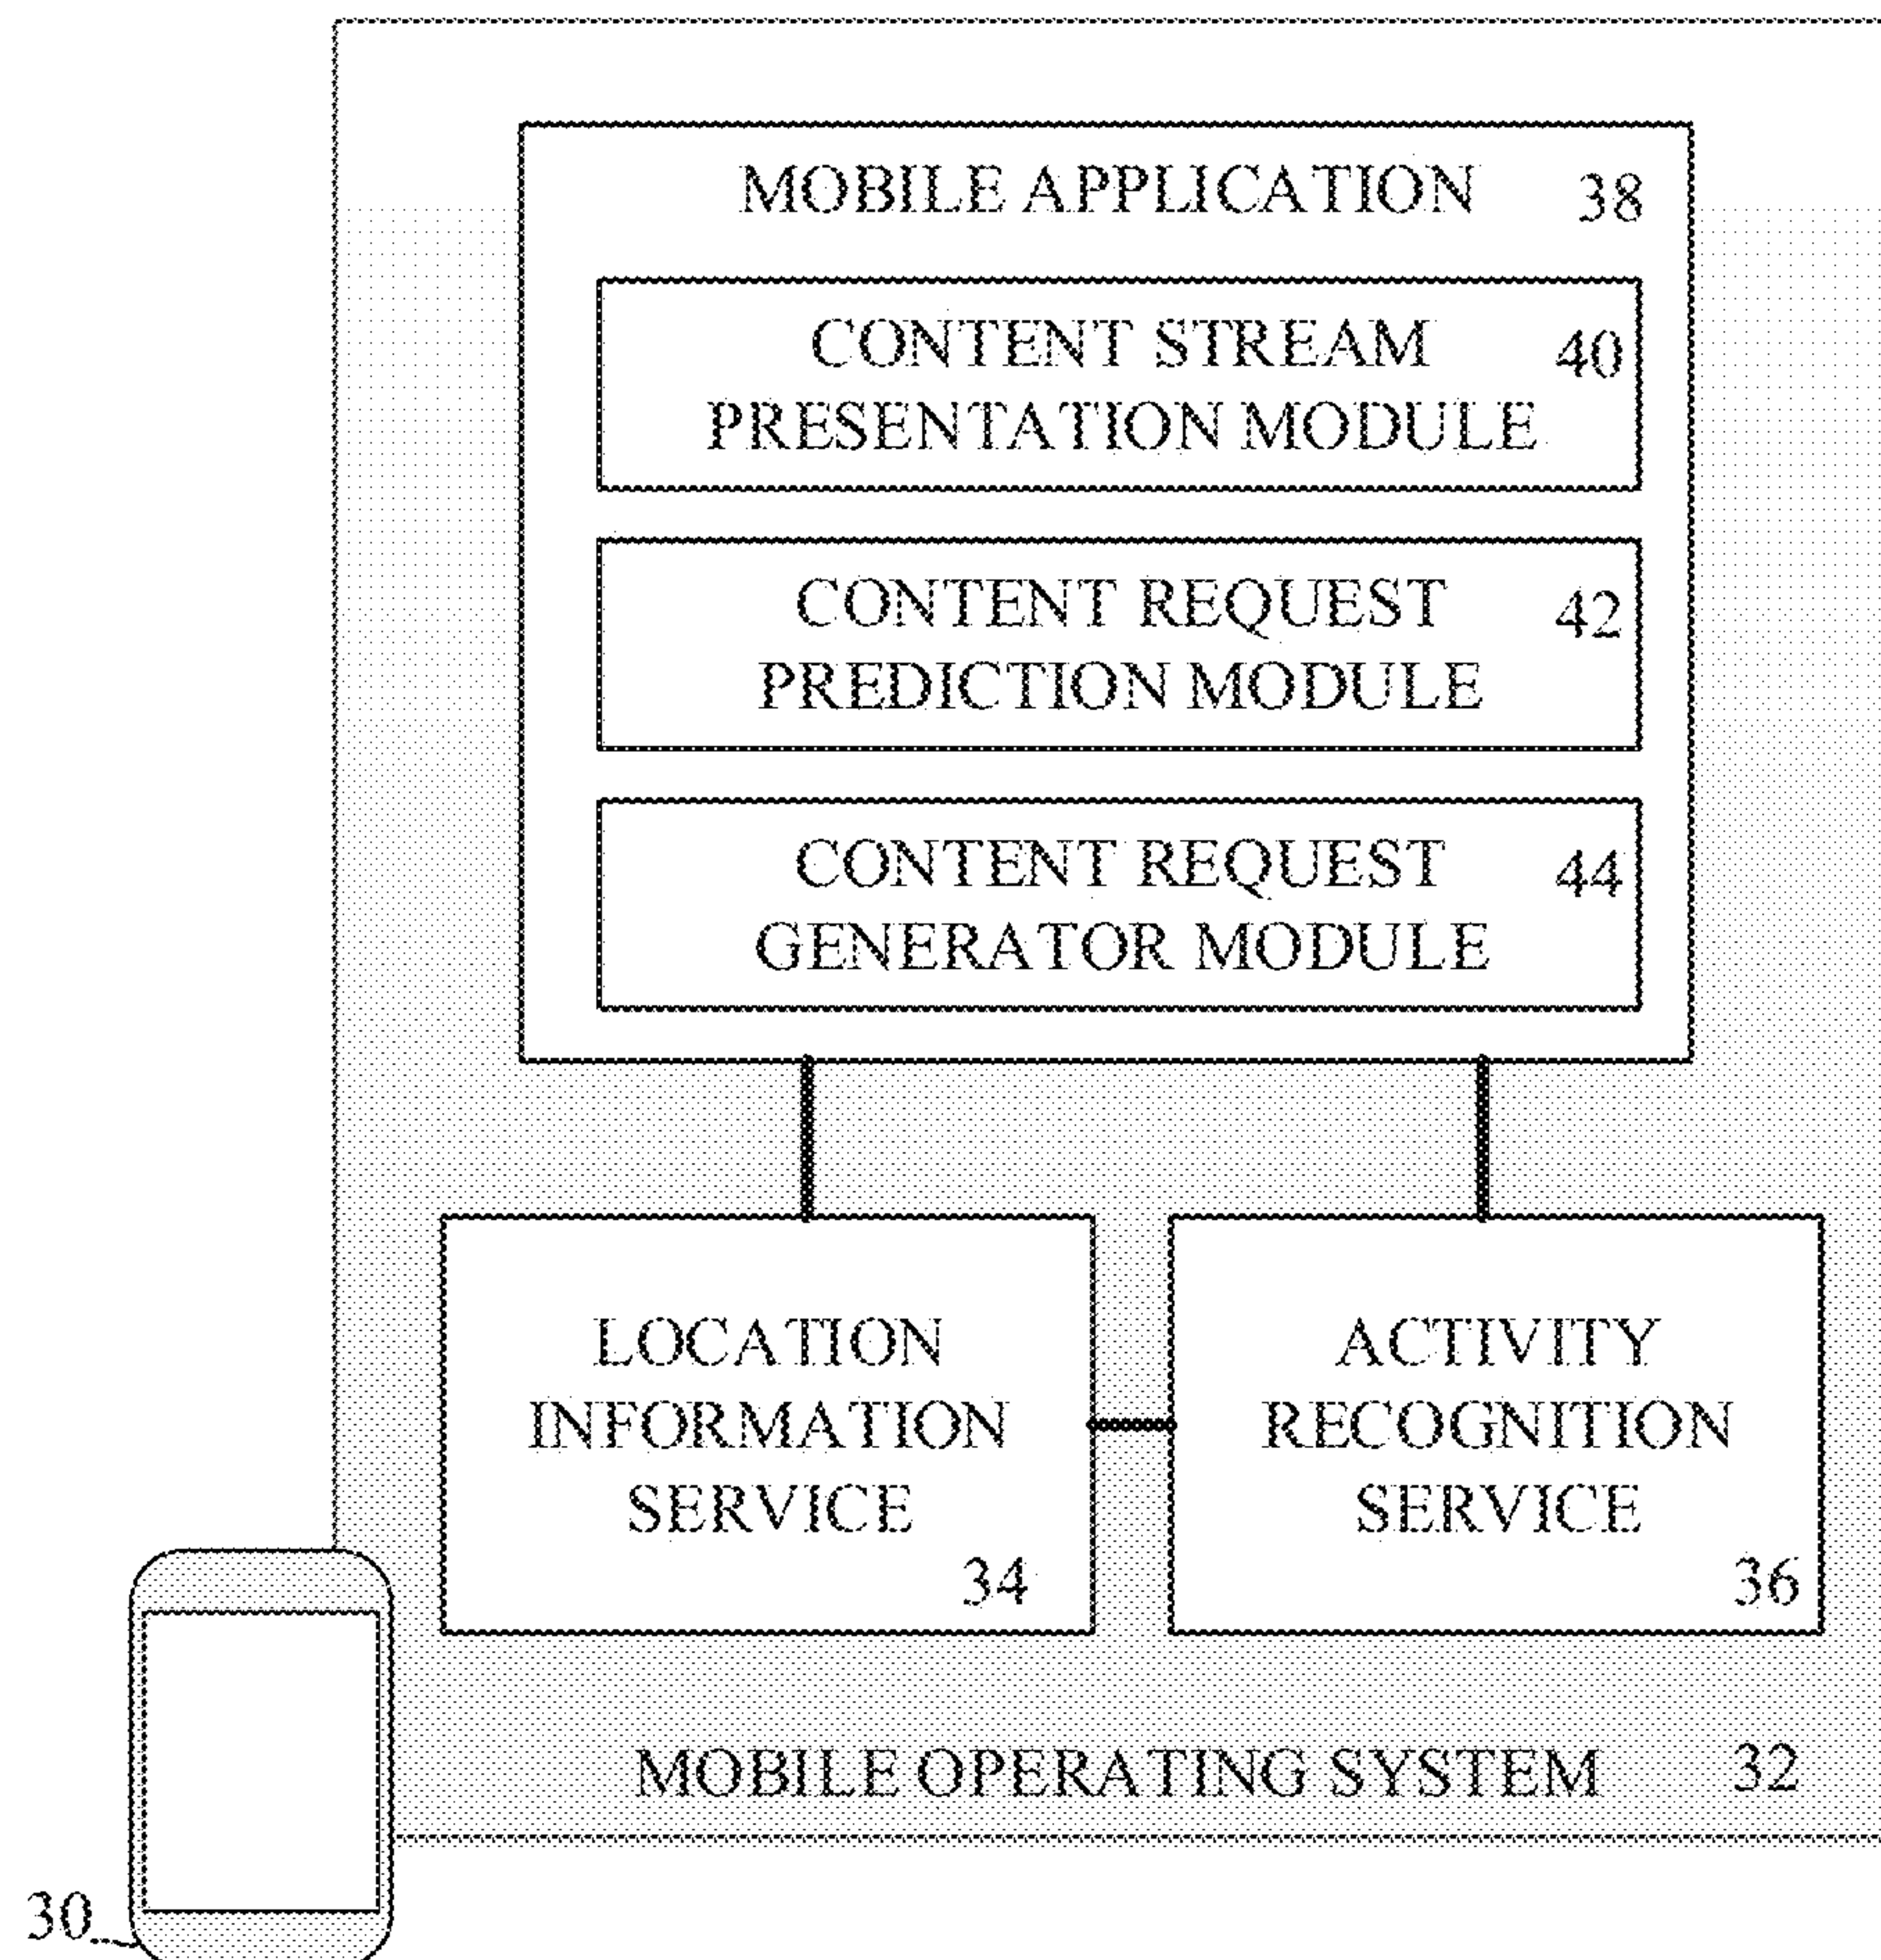 MOBILE APPLICATION 38
CONTENT STREAM 40
PRESENTATION MODULE
CONTENT REQUEST 42
PREDICTION MODULE
CONTENT REQUEST 44
GENERATOR MODULE
LOCATION
INFORMATION
SERVICE
34
ACTIVITY
RECOGNITION
SERVICE
36
MOBILE OPERATING SYSTEM 32
30